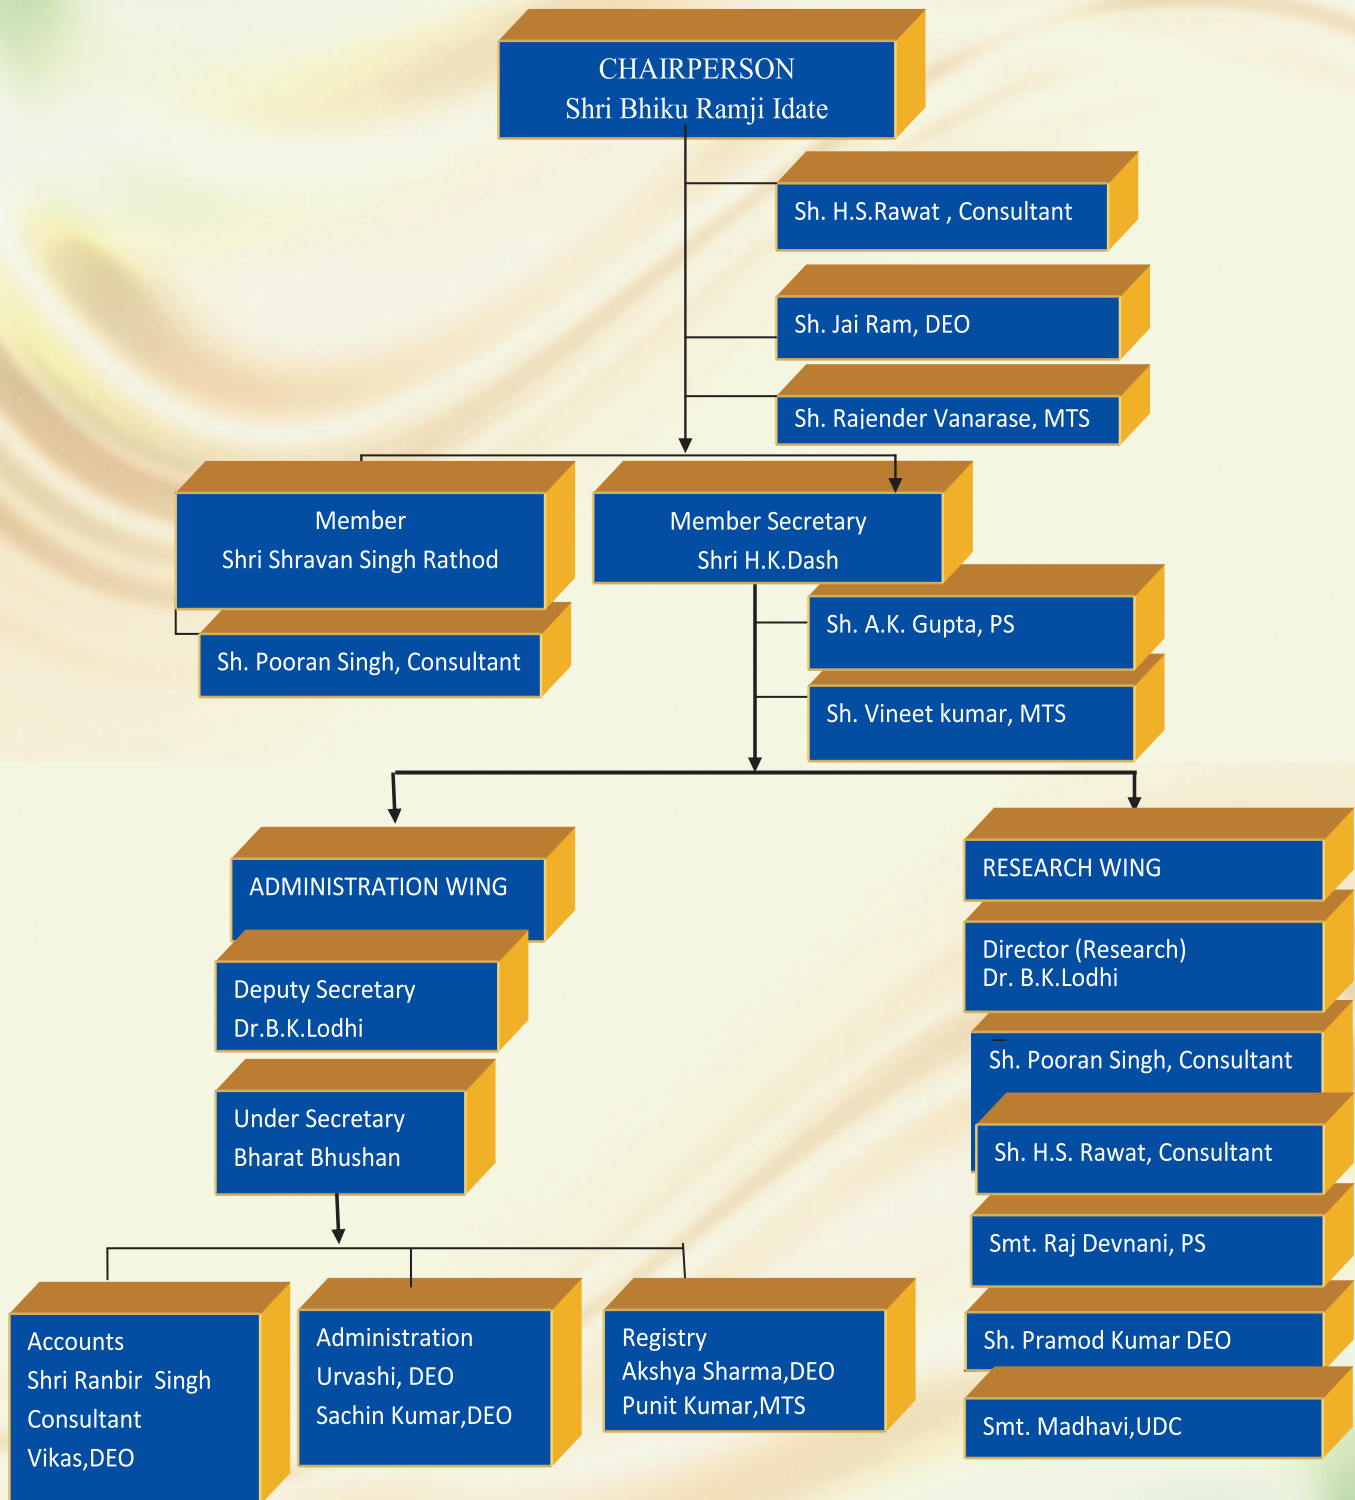 CHAIRPERSON
Shri Bhiku Ramji Idate
Sh. H.S.Rawat , Consultant
Sh. Jai Ram, DEO
Sh. Rajender Vanarase, MTS
Member
Shri Shravan Singh Rathod
Member Secretary
Shri H.K.Dash
Sh. Pooran Singh, Consultant
Sh. A.K. Gupta, PS
Sh. Vineet kumar, MTS
ADMINISTRATION WING
Deputy Secretary
Dr.B.K.Lodhi
Under Secretary
Bharat Bhushan
RESEARCH WING
Director (Research)
Dr. B.K.Lodhi
Sh. Pooran Singh, Consultant
Sh. H.S. Rawat, Consultant
Smt. Raj Devnani, PS
Sh. Pramod Kumar DEO
Smt. Madhavi,UDC
Accounts
Shri Ranbir Singh
Consultant
Vikas,DEO
Administration
Urvashi, DEO
Sachin Kumar,DEO
Registry
Akshya Sharma,DEO
Punit Kumar,MTS